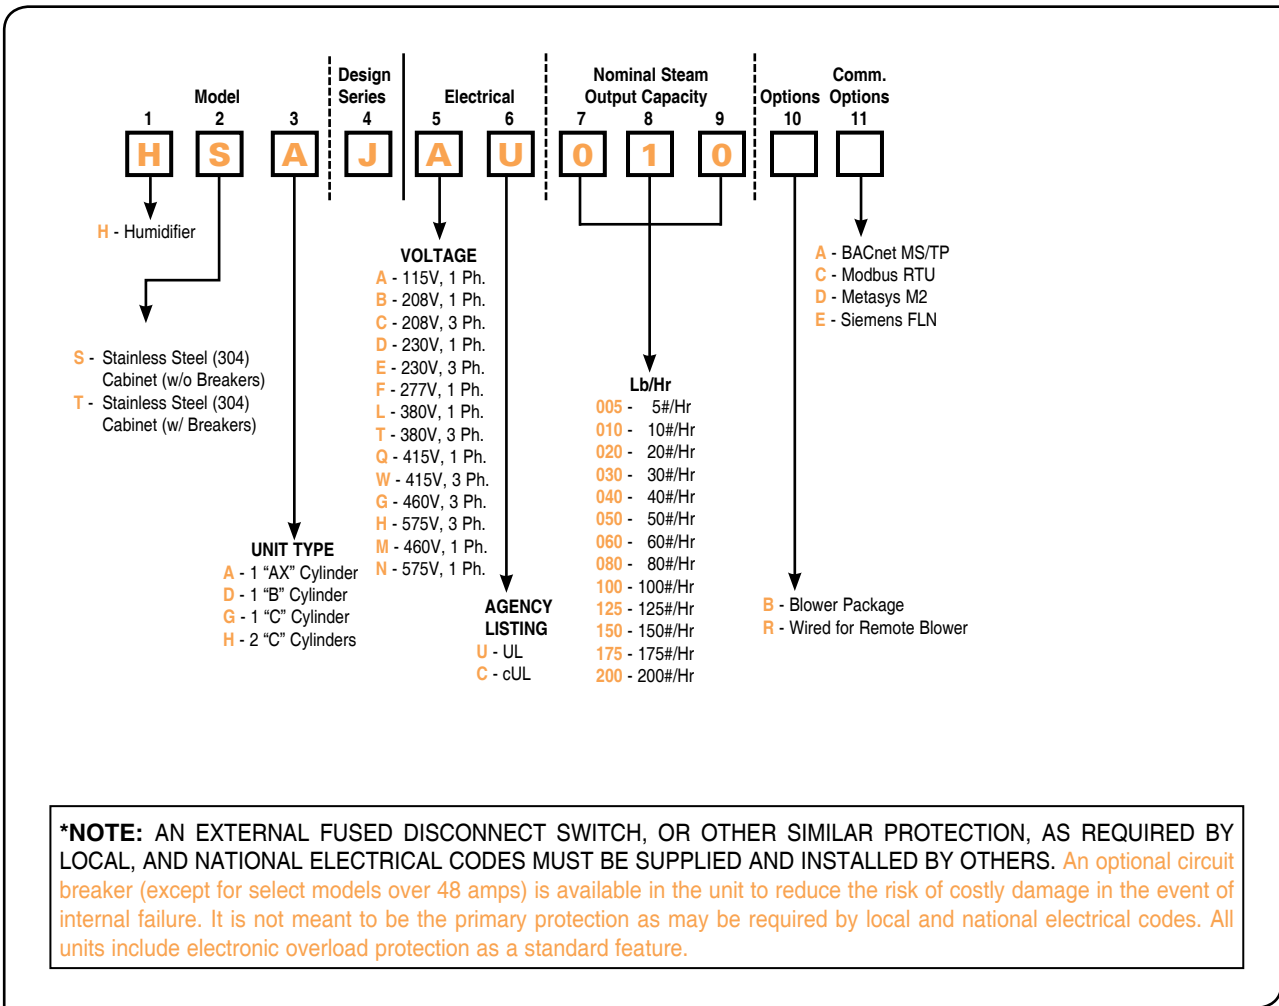 Model
Design
Series
Electrical
Nominal Steam
Output Capacity
Options
Comm.
Options
1 2 3 4 5 6 7 8 9 10 11
H S A J A U 0 1 0
H - Humidifier
S - Stainless Steel (304)
Cabinet (w/o Breakers)
T - Stainless Steel (304)
Cabinet (w/ Breakers)
UNIT TYPE
A - 1 “AX” Cylinder
D - 1 “B” Cylinder
G - 1 “C” Cylinder
H - 2 “C” Cylinders
VOLTAGE
A - 115V, 1 Ph.
B - 208V, 1 Ph.
C - 208V, 3 Ph.
D - 230V, 1 Ph.
E - 230V, 3 Ph.
F - 277V, 1 Ph.
L - 380V, 1 Ph.
T - 380V, 3 Ph.
Q - 415V, 1 Ph.
W - 415V, 3 Ph.
G - 460V, 3 Ph.
H - 575V, 3 Ph.
M - 460V, 1 Ph.
N - 575V, 1 Ph.
AGENCY
LISTING
U - UL
C - cUL
Lb/Hr
005 - 5#/Hr
010 - 10#/Hr
020 - 20#/Hr
030 - 30#/Hr
040 - 40#/Hr
050 - 50#/Hr
060 - 60#/Hr
080 - 80#/Hr
100 - 100#/Hr
125 - 125#/Hr
150 - 150#/Hr
175 - 175#/Hr
200 - 200#/Hr
B - Blower Package
R - Wired for Remote Blower
A - BACnet MS/TP
C - Modbus RTU
D - Metasys M2
E - Siemens FLN
*NOTE: AN EXTERNAL FUSED DISCONNECT SWITCH, OR OTHER SIMILAR PROTECTION, AS REQUIRED BY
LOCAL, AND NATIONAL ELECTRICAL CODES MUST BE SUPPLIED AND INSTALLED BY OTHERS. An optional circuit
breaker (except for select models over 48 amps) is available in the unit to reduce the risk of costly damage in the event of
internal failure. It is not meant to be the primary protection as may be required by local and national electrical codes. All
units include electronic overload protection as a standard feature.